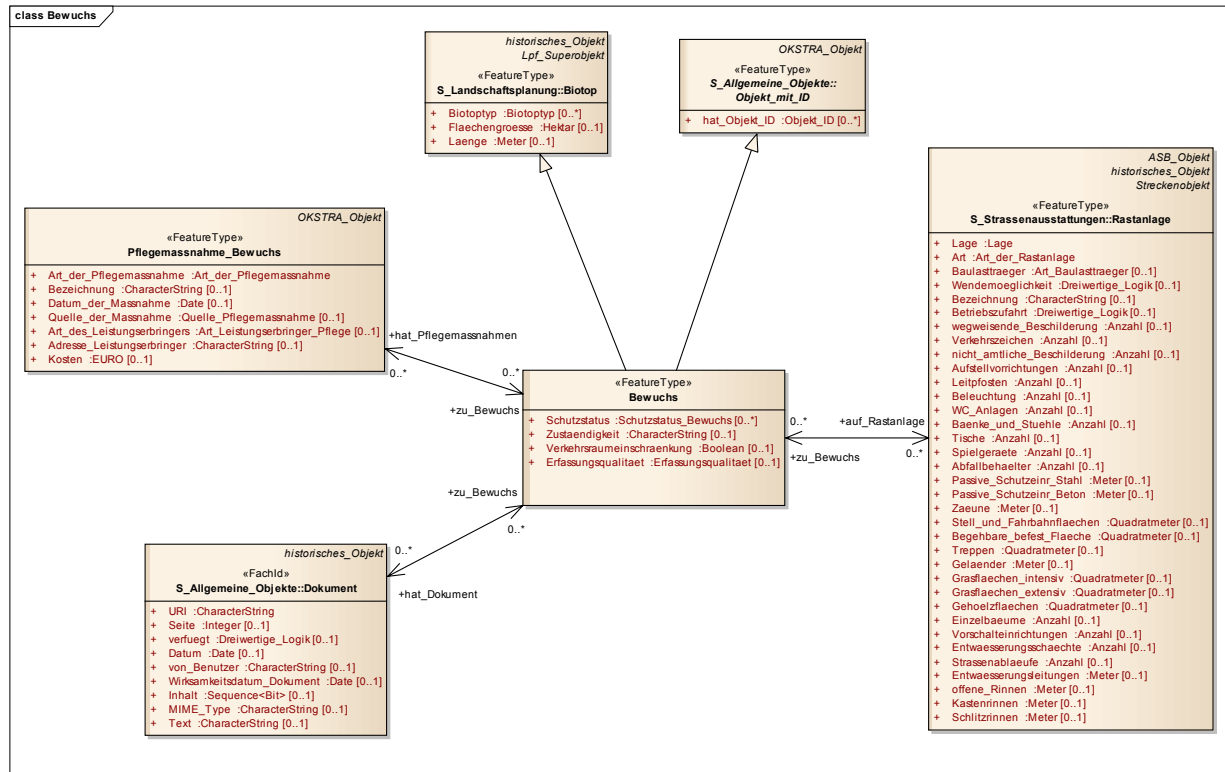 class Bewuchs
historisches_Objekt
Lpf_Superobjekt
«FeatureType»
S_Landschaftsplanung::Biotop
+ Biotoptyp :Biotoptyp [0..*]
+ Flaechengroesse :Hektar [0..1]
+ Laenge :Meter [0..1]
OKSTRA_Objekt
«FeatureType»
S_Allgemeine_Objekte::
Objekt_mit_ID
+ hat_Objekt_ID :Objekt_ID [0..*]
ASB_Objekt
historisches_Objekt
Streckenobjekt
«FeatureType»
S_Strassenausstattungen::Rastanlage
+ Lage :Lage
+ Art :Art_der_Rastanlage
+ Baulasttraeger :Art_Baulasttraeger [0..1]
+ Wendemoeglichkeit :Dreiwertige_Logik [0..1]
+ Bezeichnung :CharacterString [0..1]
+ Betriebszufahrt :Dreiwertige_Logik [0..1]
+ wegweisende_Beschilderung :Anzahl [0..1]
+ Verkehrszeichen :Anzahl [0..1]
+ nicht_amtliche_Beschilderung :Anzahl [0..1]
+ Aufstellvorrichtungen :Anzahl [0..1]
+ Leitpfosten :Anzahl [0..1]
+ Beleuchtung :Anzahl [0..1]
+ WC_Anlagen :Anzahl [0..1]
+ Baenke_und_Stuehle :Anzahl [0..1]
+ Tische :Anzahl [0..1]
+ Spielgeraete :Anzahl [0..1]
+ Abfallbehaelter :Anzahl [0..1]
+ Passive_Schutzeinr_Stahl :Meter [0..1]
+ Passive_Schutzeinr_Beton :Meter [0..1]
+ Zaeune :Meter [0..1]
+ Stell_und_Fahrbahnflaechen :Quadratmeter [0..1]
+ Begehbare_befest_Flaeche :Quadratmeter [0..1]
+ Treppen :Quadratmeter [0..1]
+ Gelaender :Meter [0..1]
+ Grasflaechen_intensiv :Quadratmeter [0..1]
+ Grasflaechen_extensiv :Quadratmeter [0..1]
+ Gehoelzflaechen :Quadratmeter [0..1]
+ Einzelbaeume :Anzahl [0..1]
+ Vorschalteinrichtungen :Anzahl [0..1]
+ Entwaesserungsschaechte :Anzahl [0..1]
+ Strassenablaeufe :Anzahl [0..1]
+ Entwaesserungsleitungen :Meter [0..1]
+ offene_Rinnen :Meter [0..1]
+ Kastenrinnen :Meter [0..1]
+ Schlitzrinnen :Meter [0..1]
OKSTRA_Objekt
«FeatureType»
Pflegemassnahme_Bewuchs
+ Art_der_Pflegemassnahme :Art_der_Pflegemassnahme
+ Bezeichnung :CharacterString [0..1]
+ Datum_der_Massnahme :Date [0..1]
+ Quelle_der_Massnahme :Quelle_Pflegemassnahme [0..1]
+ Art_des_Leistungserbringers :Art_Leistungserbringer_Pflege [0..1]
+ Adresse_Leistungserbringer :CharacterString [0..1]
+ Kosten :EURO [0..1]
+hat_Pflegemassnahmen
0..*
0..*
+zu_Bewuchs
«FeatureType»
Bewuchs
+ Schutzstatus :Schutzstatus_Bewuchs [0..*]
+ Zustaendigkeit :CharacterString [0..1]
+ Verkehrsraumeinschraenkung :Boolean [0..1]
+ Erfassungsqualitaet :Erfassungsqualitaet [0..1]
0..*
+auf_Rastanlage
+zu_Bewuchs
0..*
+zu_Bewuchs
0..*
0..*
+hat_Dokument
historisches_Objekt
«FachId»
S_Allgemeine_Objekte::Dokument
+ URI :CharacterString
+ Seite :Integer [0..1]
+ verfuegt :Dreiwertige_Logik [0..1]
+ Datum :Date [0..1]
+ von_Benutzer :CharacterString [0..1]
+ Wirksamkeitsdatum_Dokument :Date [0..1]
+ Inhalt :Sequence<Bit> [0..1]
+ MIME_Type :CharacterString [0..1]
+ Text :CharacterString [0..1]